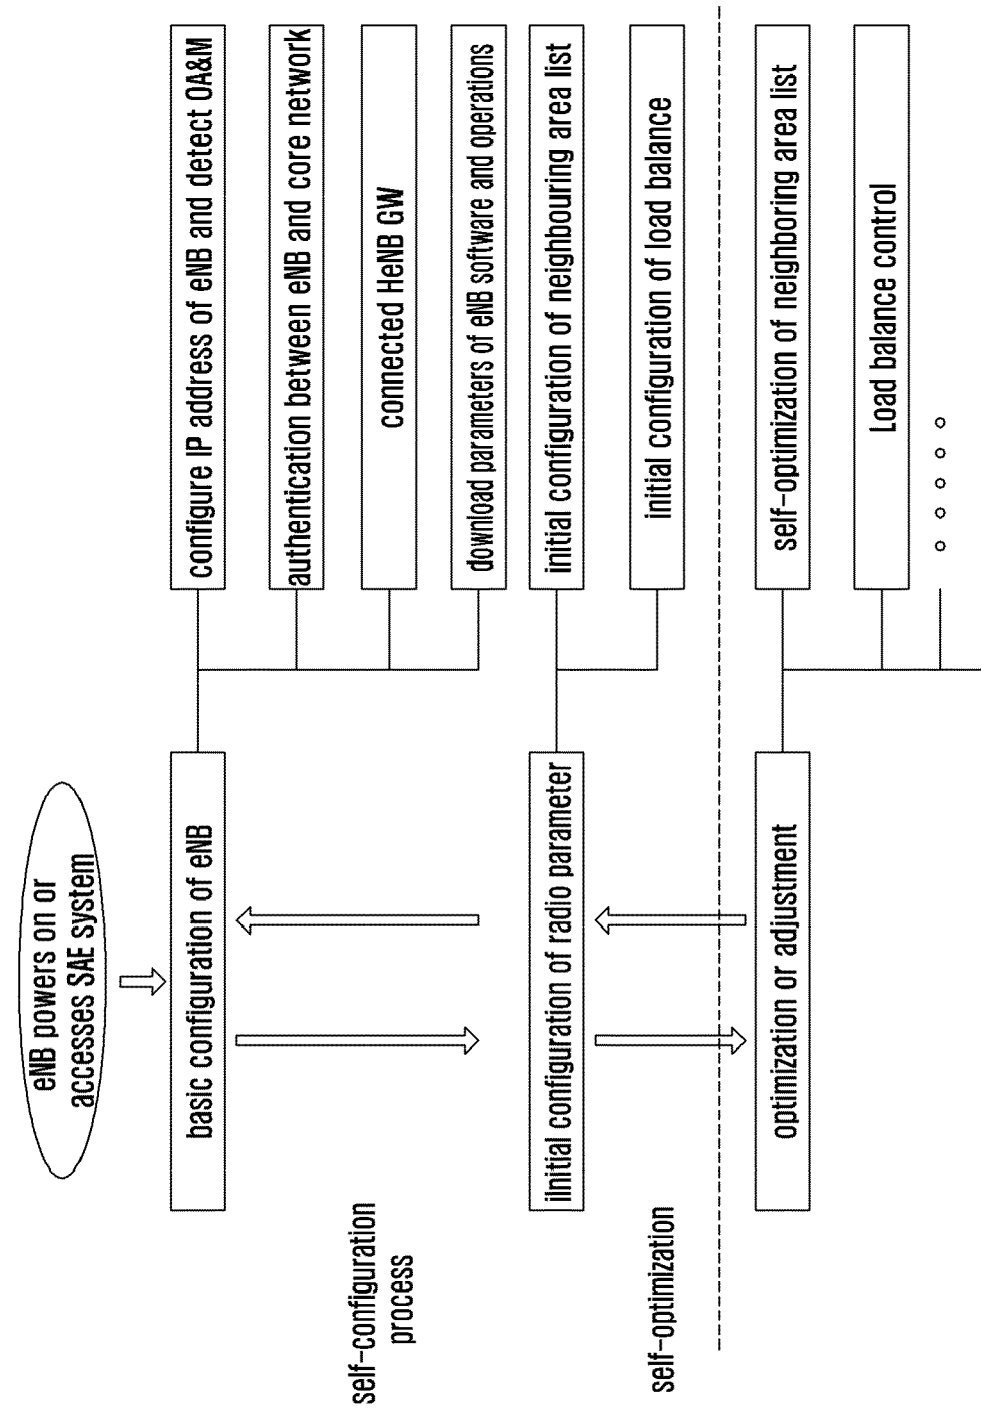 eNB powers on or
accesses SAE system
basic configuration of eNB
configure IP address of eNB and detect OA&M
authentication between eNB and core network
connected HeNB GW
download parameters of eNB software and operations
self-configuration
process
iInitial configuration of radio parameter
initial configuration of neighbouring area list
initial configuration of load balance
self-optimization
optimization or adjustment
self-optimization of neighboring area list
Load balance control